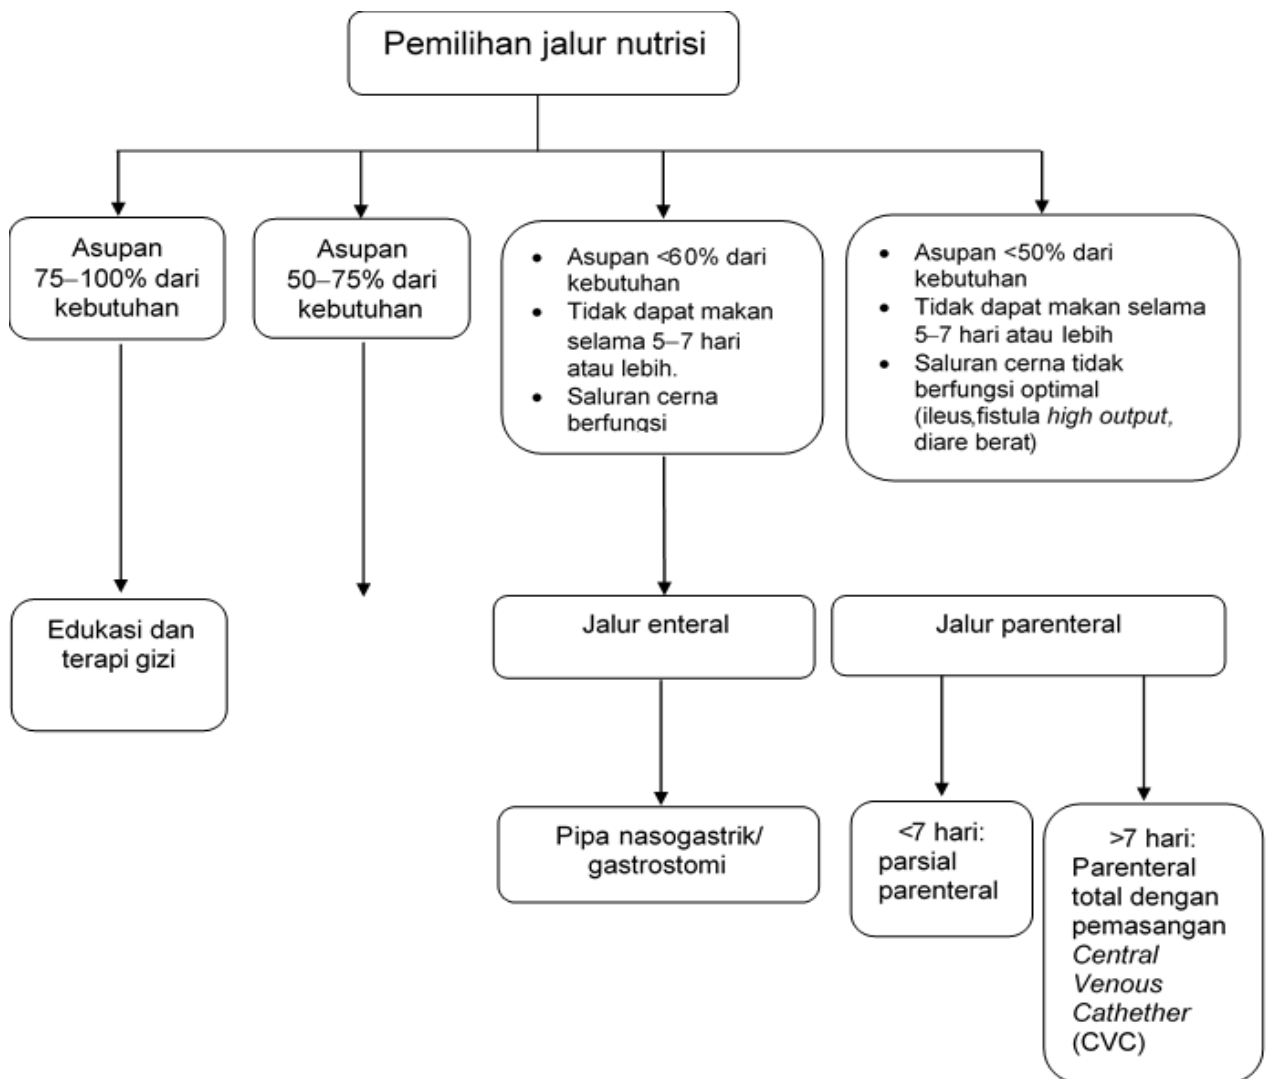 Pemilihan jalur nutrisi
Asupan
75–100% dari
kebutuhan
Asupan
50–75% dari
kebutuhan
• Asupan <60% dari
kebutuhan
• Tidak dapat makan
selama 5–7 hari
atau lebih.
• Saluran cerna
berfungsi
• Asupan <50% dari
kebutuhan
• Tidak dapat makan selama
5–7 hari atau lebih
• Saluran cerna tidak
berfungsi optimal
(ileus,fistula high output,
diare berat)
Edukasi dan
terapi gizi
Jalur enteral
Jalur parenteral
Pipa nasogastrik/
gastrostomi
<7 hari:
parsial
parenteral
>7 hari:
Parenteral
total dengan
pemasangan
Central
Venous
Cathether
(CVC)